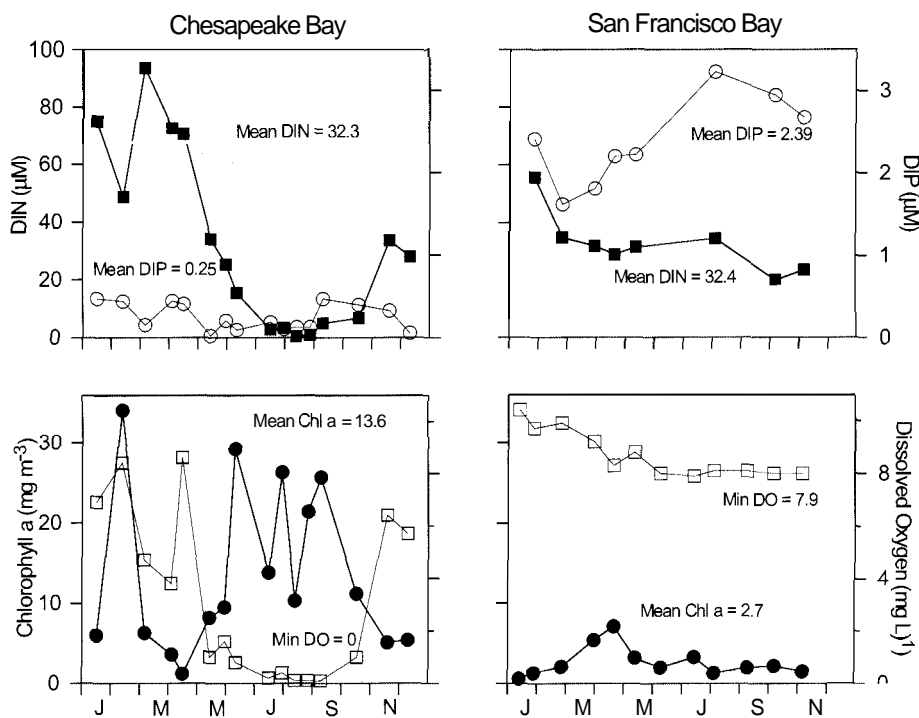 Chesapeake Bay
San Francisco Bay
100
80
60
40
20
0
DIN (µM)
Mean DIN = 32.3
Mean DIP = 0.25
Mean DIP = 2.39
Mean DIN = 32.4
3
2
1
0
DIP
(µM)
30
20
10
0
Chlorophyll a (mg m⁻³)
Mean Chl a = 13.6
Min DO = 0
Min DO = 7.9
Mean Chl a = 2.7
8
4
0
Dissolved Oxygen
(mg L)¹)
J M M J S N
J M M J S N